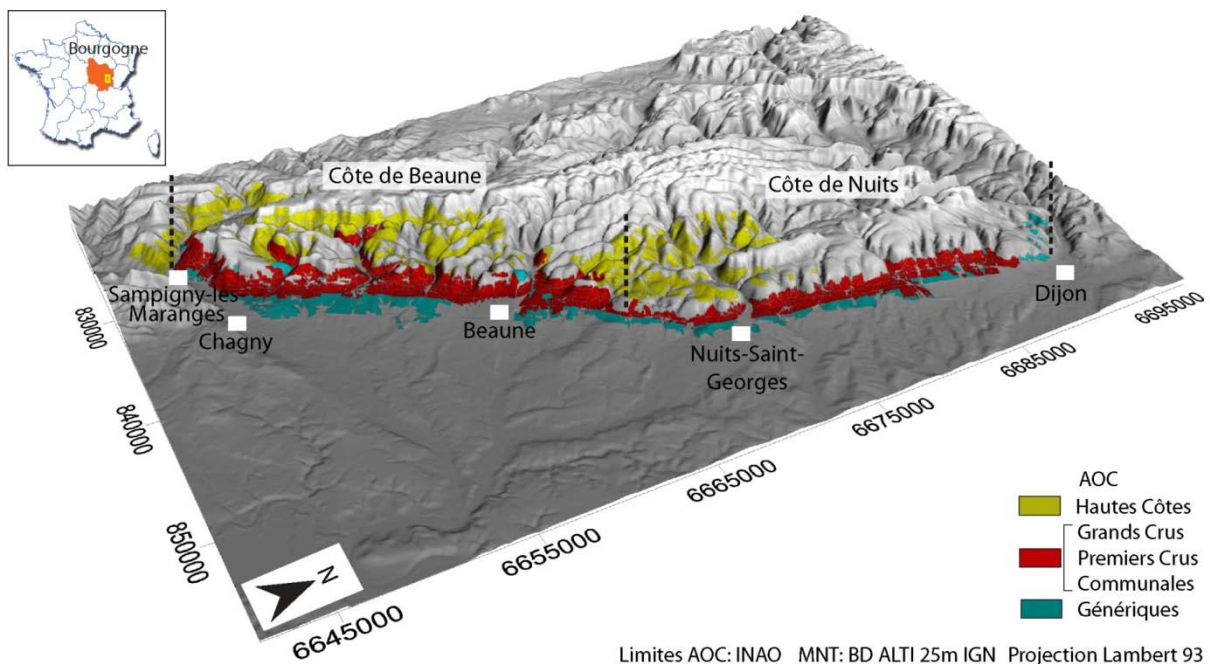 Bourgogne
Côte de Beaune
Côte de Nuits
Sampigny-les
Maranges
Chagny
Beaune
Nuits-Saint-
Georges
Dijon
830000
840000
850000
6645000
6655000
6665000
6675000
6685000
6695000
N
AOC
Hautes Côtes
Grands Crus
Premiers Crus
Communales
Génériques
Limites AOC: INAO MNT: BD ALTI 25m IGN Projection Lambert 93